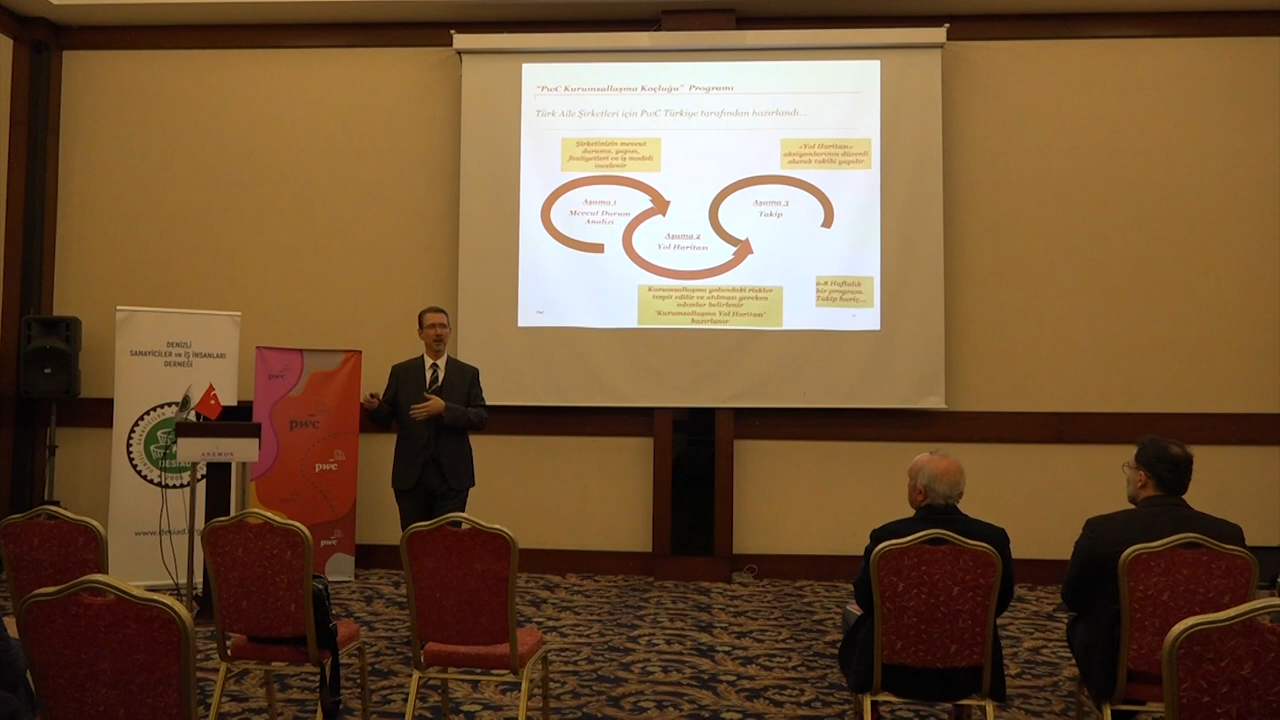 "PwC Kurumsallaşma Koçluğu" Programı
Türk Aile Şirketleri için PwC Türkiye tarafından hazırlandı...
Şirketinizin mevcut
durumu, yapısı,
faaliyetleri ve iş modeli
incelenir
«Yol Haritası»
aksiyonlarının düzenli
olarak takibi yapılır
Aşama 1
Mevcut Durum
Analizi
Aşama 2
Yol Haritası
Aşama 3
Takip
Kurumsallaşma yolundaki riskler
tespit edilir ve atılması gereken
adımlar belirlenir
"Kurumsallaşma Yol Haritası"
hazırlanır
6-8 Haftalık
bir program.
Takip hariç...
PwC
DENİZLİ
SANAYİCİLER ve İŞ İNSANLARI
DERNEĞİ
DESİAD
www.desiad.org
ANEMON
pwc
pwc
pwc
pwc